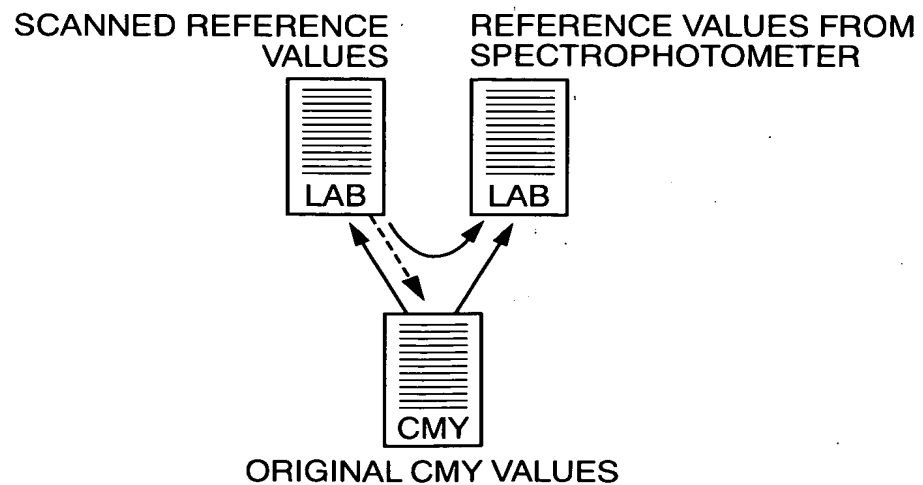 SCANNED REFERENCE
VALUES
REFERENCE VALUES FROM
SPECTROPHOTOMETER
LAB
LAB
CMY
ORIGINAL CMY VALUES